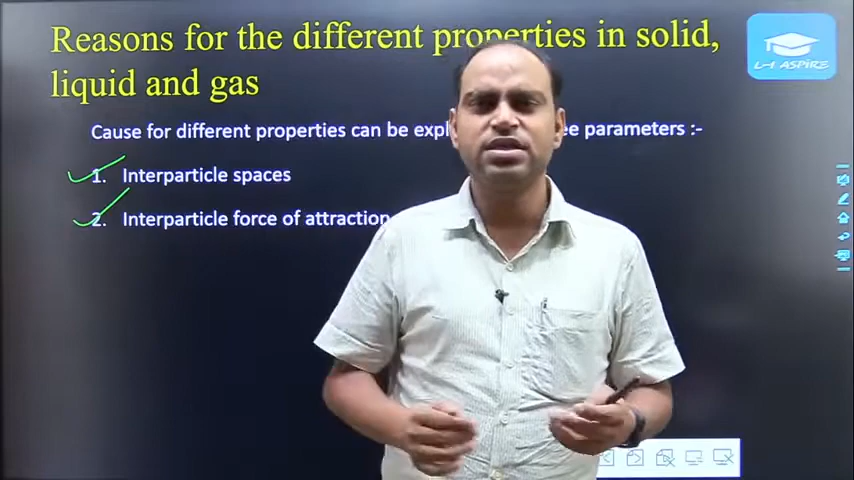 Reasons for the different properties in solid,
liquid and gas
L-1 ASPIRE
Cause for different properties can be expl ee parameters :-
1. Interparticle spaces
2. Interparticle force of attraction